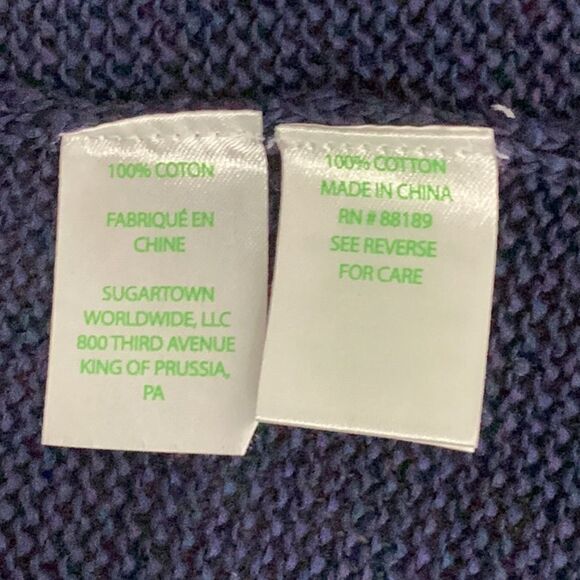 100% COTON
FABRIQUÉ EN
CHINE
SUGARTOWN
WORLDWIDE, LLC
800 THIRD AVENUE
KING OF PRUSSIA,
PA
100% COTTON
MADE IN CHINA
RN # 88189
SEE REVERSE
FOR CARE